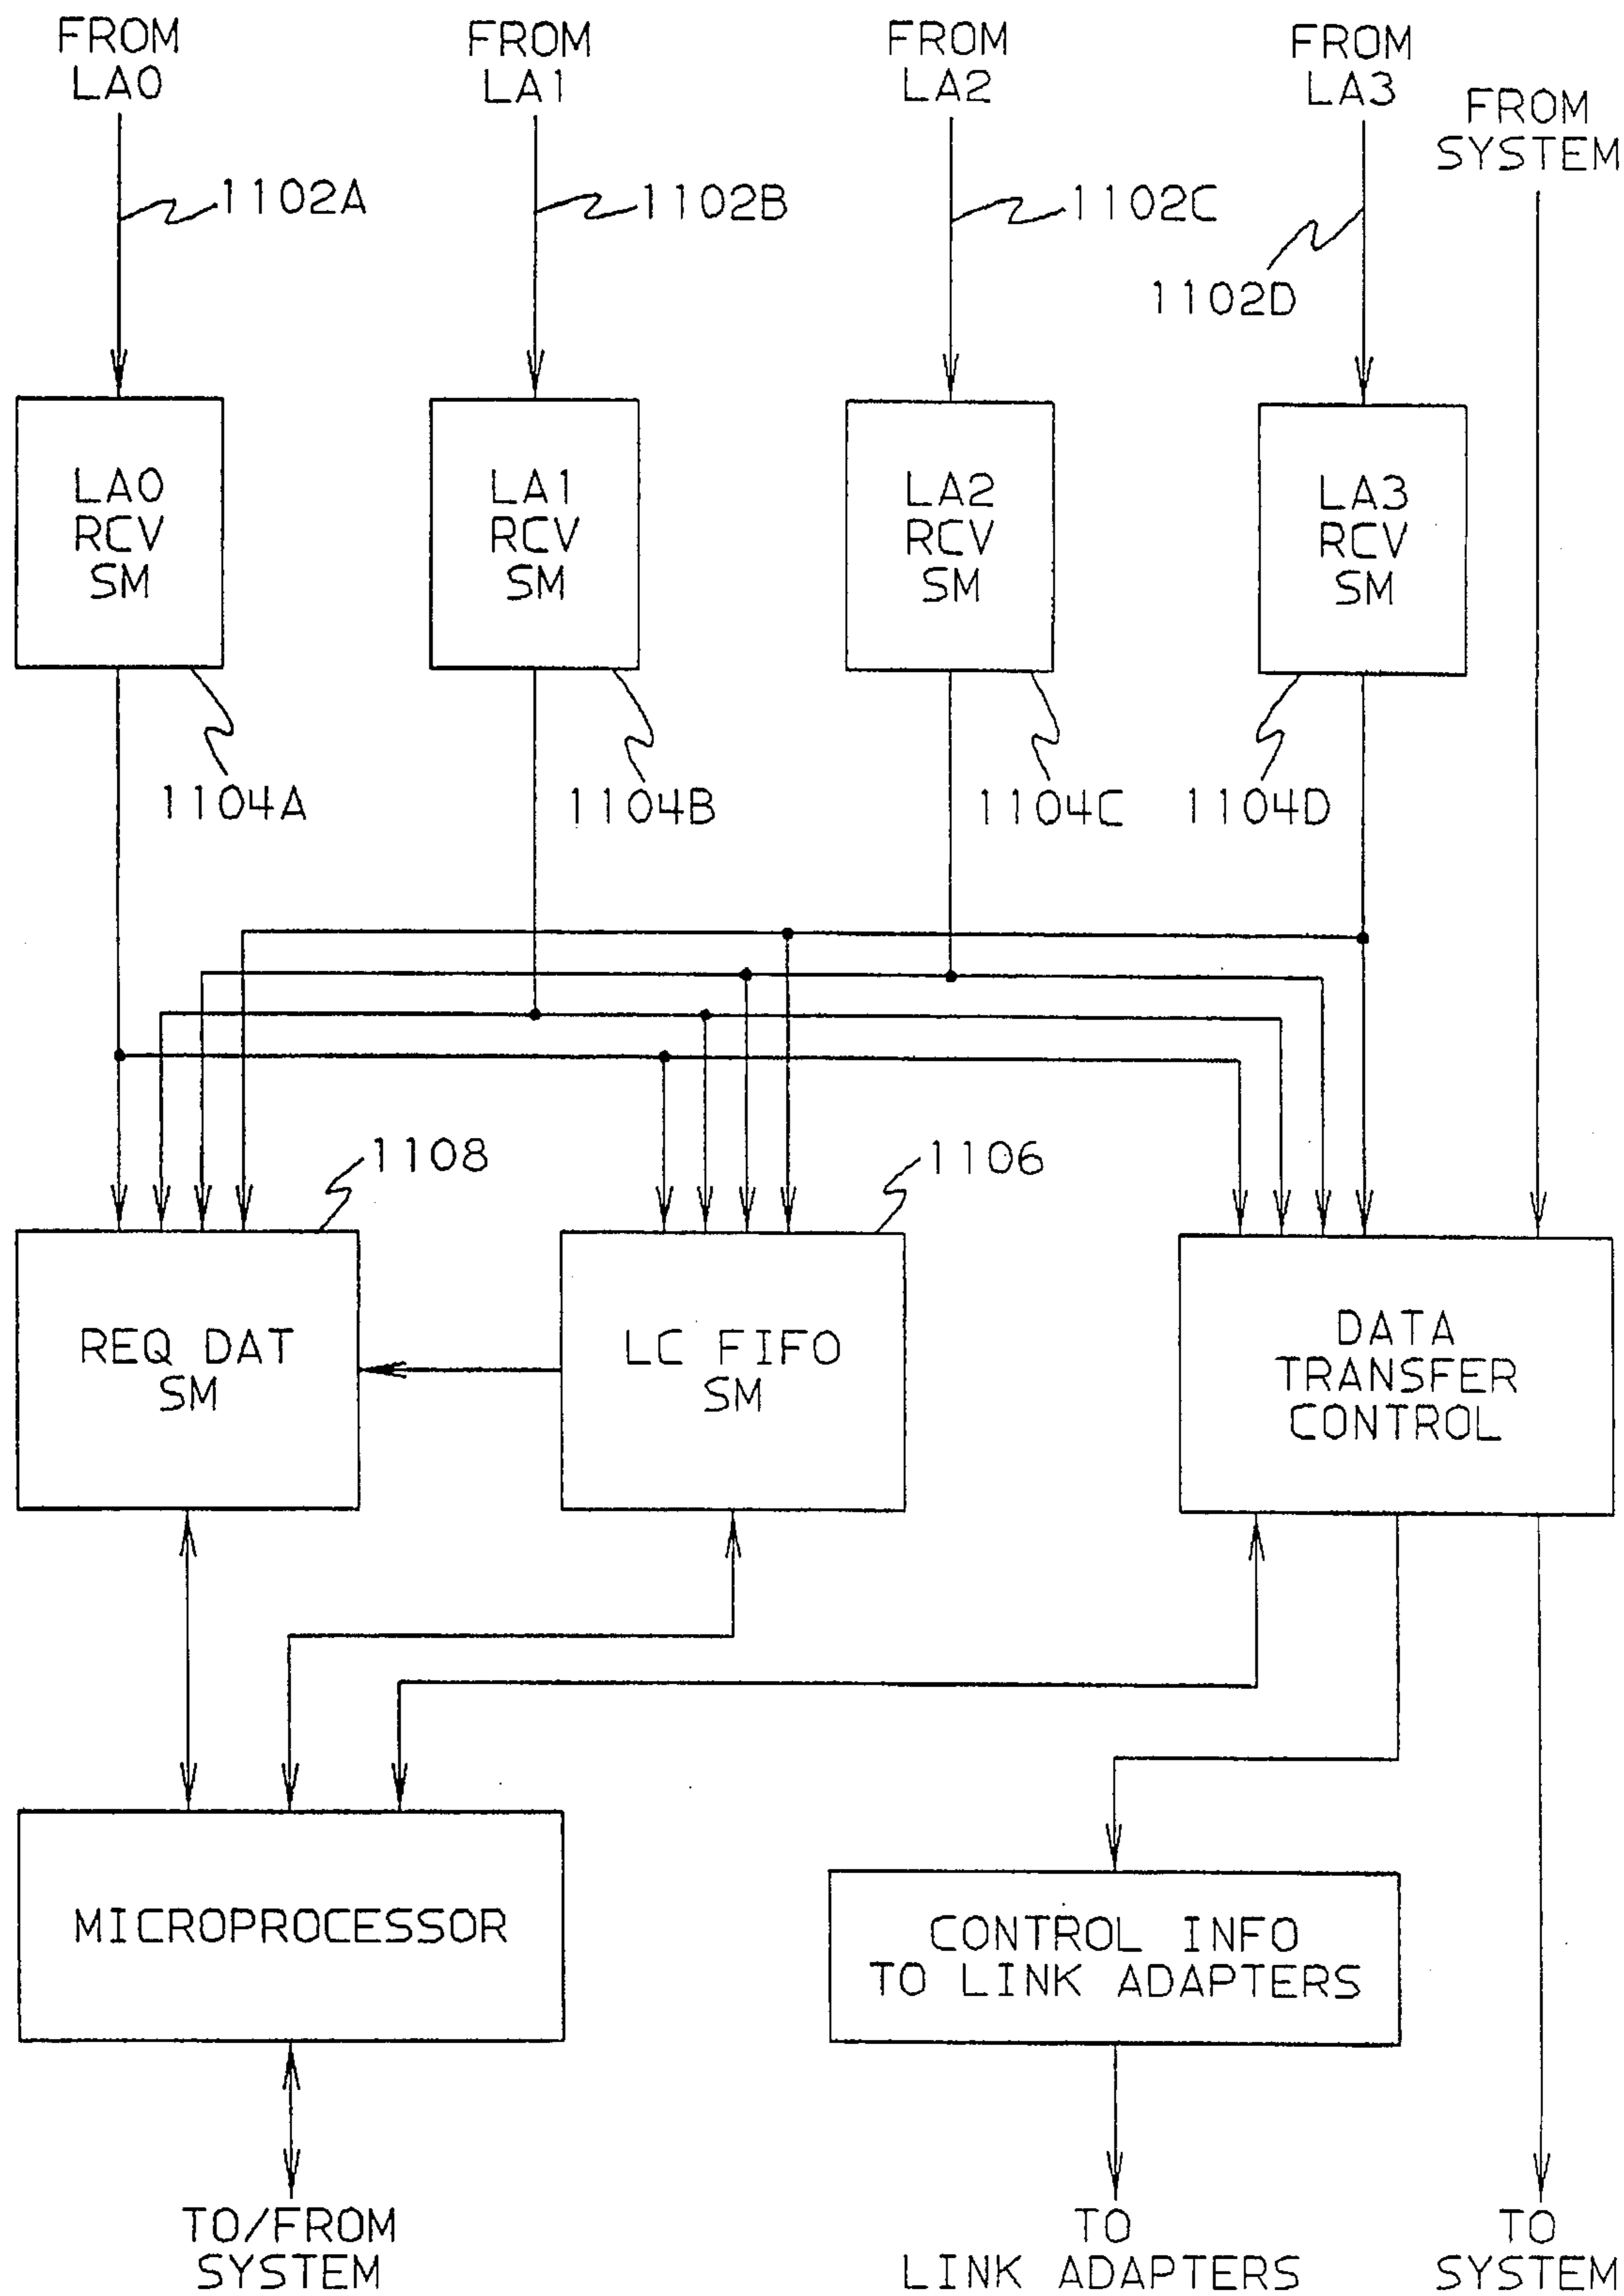 FROM
LA0
FROM
LA1
FROM
LA2
FROM
LA3
FROM
SYSTEM
1102A
1102B
1102C
1102D
LA0
RCV
SM
LA1
RCV
SM
LA2
RCV
SM
LA3
RCV
SM
1104A
1104B
1104C
1104D
1108
1106
REQ DAT
SM
LC FIFO
SM
DATA
TRANSFER
CONTROL
MICROPROCESSOR
CONTROL INFO
TO LINK ADAPTERS
TO/FROM
SYSTEM
TO
LINK ADAPTERS
TO
SYSTEM